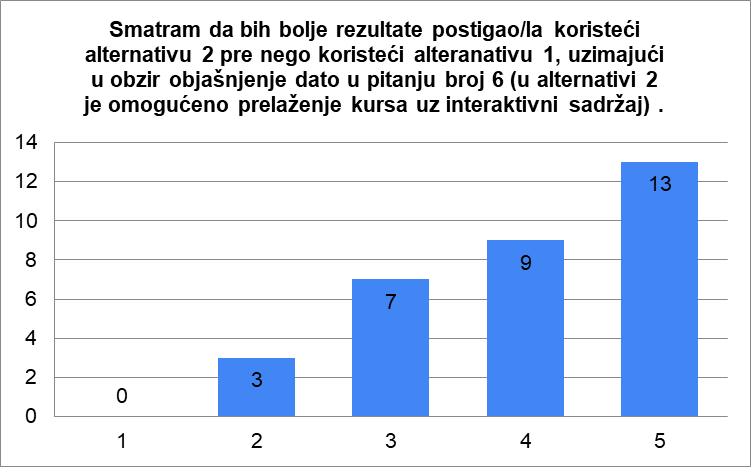 Smatram da bih bolje rezultate postigao/la koristeći
alternativu 2 pre nego koristeći alteranativu 1, uzimajući
u obzir objašnjenje dato u pitanju broj 6 (u alternativi 2
je omogućeno prelaženje kursa uz interaktivni sadržaj) .
14
12
10
8
6
4
2
0
0
3
7
9
13
1 2 3 4 5